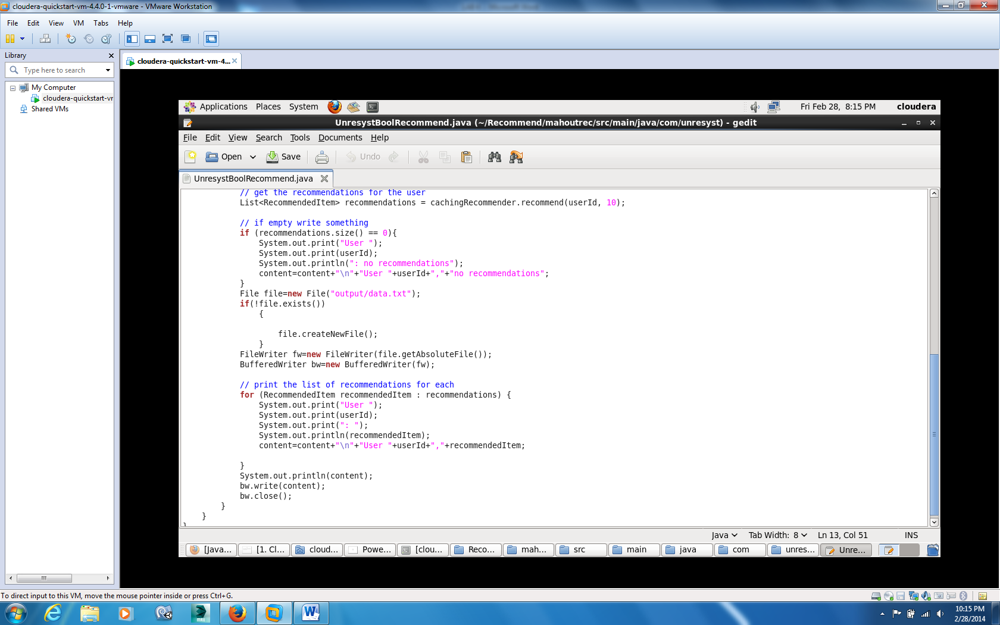 cloudera-quickstart-vm-4.4.0-1-vmware - VMware Workstation
File Edit View VM Tabs Help
Library
Type here to search
My Computer
cloudera-quickstart-vr
Shared VMs
cloudera-quickstart-vm-4...
Applications Places System Fri Feb 28, 8:15 PM cloudera
UnresystBoolRecommend.java (~/Recommend/mahoutrec/src/main/java/com/unresyst) - gedit
File Edit View Search Tools Documents Help
Open Save Undo
UnresystBoolRecommend.java
// get the recommendations for the user
List<RecommendedItem> recommendations = cachingRecommender.recommend(userId, 10);
// if empty write something
if (recommendations.size() == 0){
System.out.print("User ");
System.out.print(userId);
System.out.println(": no recommendations");
content=content+"\n"+"User "+userId+","+"no recommendations";
}
File file=new File("output/data.txt");
if(!file.exists())
{
file.createNewFile();
}
FileWriter fw=new FileWriter(file.getAbsoluteFile());
BufferedWriter bw=new BufferedWriter(fw);
// print the list of recommendations for each
for (RecommendedItem recommendedItem : recommendations) {
System.out.print("User ");
System.out.print(userId);
System.out.print(": ");
System.out.println(recommendedItem);
content=content+"\n"+"User "+userId+","+recommendedItem;
}
System.out.println(content);
bw.write(content);
bw.close();
}
}
}
Java Tab Width: 8 Ln 13, Col 51 INS
[Java... [1. Cl... cloud... Powe... [clou... Reco... mah... src main java com unres... Unre...
To direct input to this VM, move the mouse pointer inside or press Ctrl+G.
10:15 PM
2/28/2014